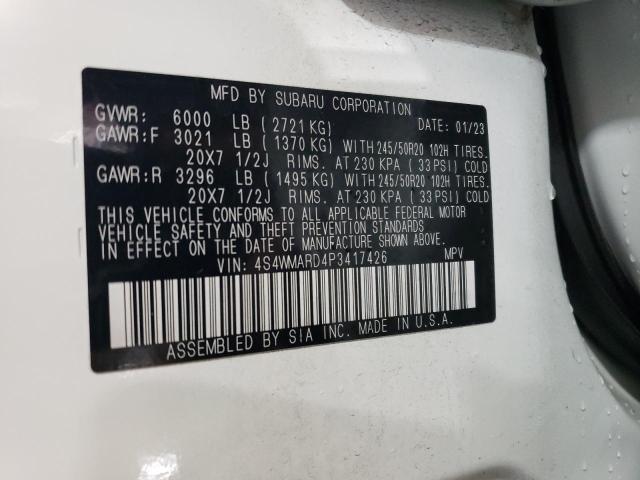 MFD BY SUBARU CORPORATION
GVWR: 6000 LB ( 2721 KG) DATE: 01/23
GAWR:F 3021 LB ( 1370 KG) WITH 245/50R20 102H TIRES.
20X7 1/2J RIMS. AT 230 KPA ( 33 PSI) COLD
GAWR:R 3296 LB ( 1495 KG) WITH 245/50R20 102H TIRES.
20X7 1/2J RIMS. AT 230 KPA ( 33 PSI) COLD
THIS VEHICLE CONFORMS TO ALL APPLICABLE FEDERAL MOTOR
VEHICLE SAFETY AND THEFT PREVENTION STANDARDS
IN EFFECT ON THE DATE OF MANUFACTURE SHOWN ABOVE.
VIN: 4S4WMARD4P3417426 MPV
ASSEMBLED BY SIA INC. MADE IN U.S.A.